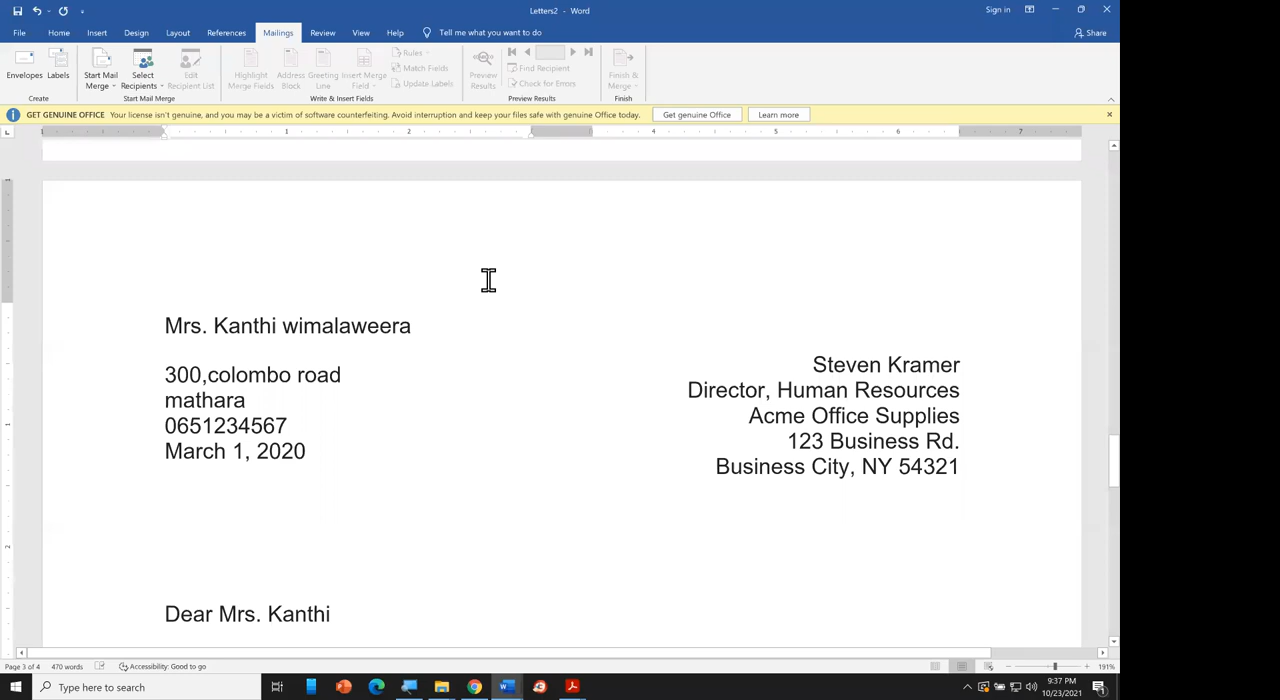 Letters2 - Word
Sign in
File Home Insert Design Layout References Mailings Review View Help Tell me what you want to do
Share
Envelopes Labels
Create
Start Mail Merge
Select Recipients
Edit Recipient List
Start Mail Merge
Highlight Merge Fields
Address Block
Greeting Line
Insert Merge Field
Rules
Match Fields
Update Labels
Write & Insert Fields
Preview Results
Find Recipient
Check for Errors
Preview Results
Finish & Merge
Finish
GET GENUINE OFFICE Your license isn't genuine, and you may be a victim of software counterfeiting. Avoid interruption and keep your files safe with genuine Office today. Get genuine Office Learn more
1 2 4 5 6 7
Mrs. Kanthi wimalaweera
300,colombo road
mathara
0651234567
March 1, 2020
Steven Kramer
Director, Human Resources
Acme Office Supplies
123 Business Rd.
Business City, NY 54321
Dear Mrs. Kanthi
Page 3 of 4 470 words Accessibility: Good to go 191%
Type here to search
9:37 PM
10/23/2021